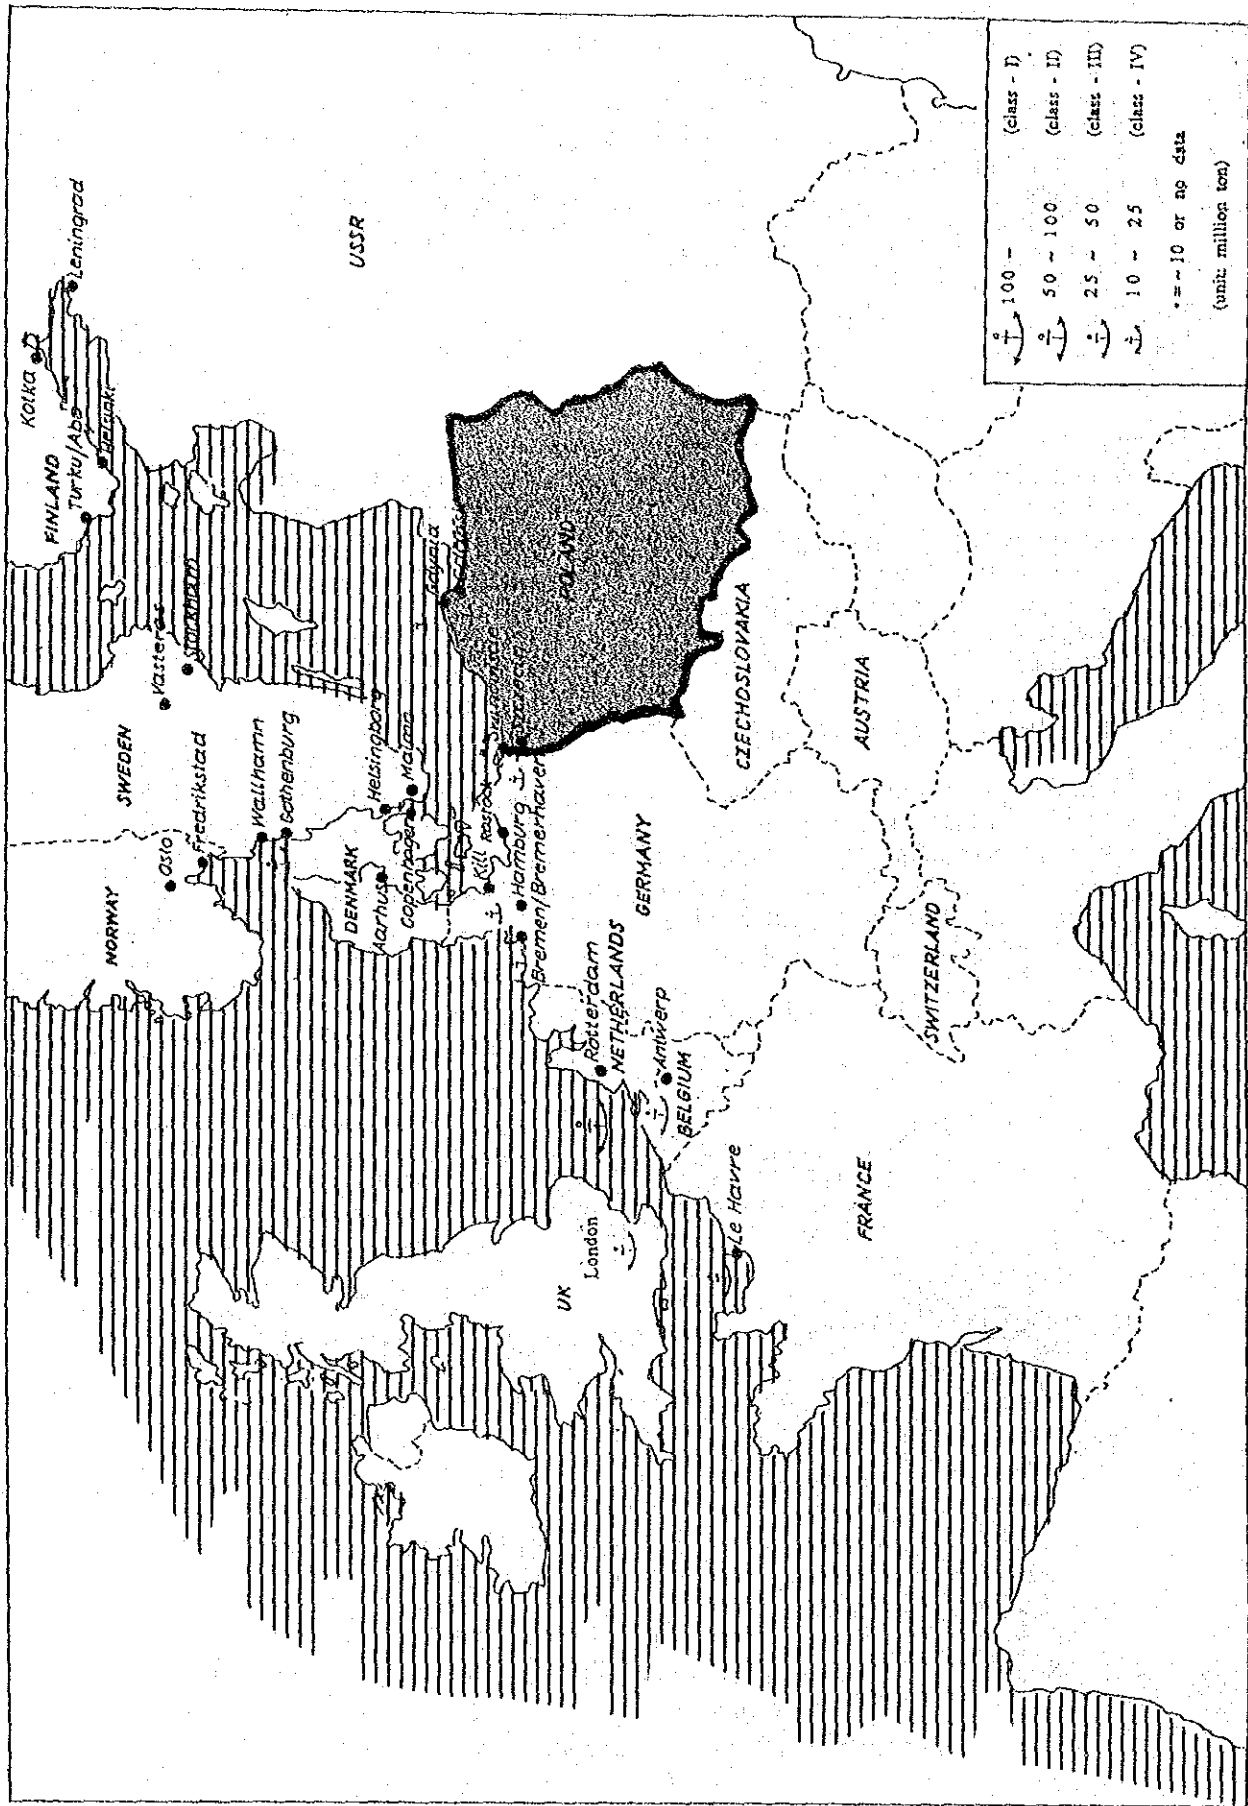 FINLAND
Kolka
Turku/Abo
Helsinki
Leningrad
NORWAY
SWEDEN
Oslo
Fredrikstad
Vasteras
Wallhamn
Gothenburg
USSR
DENMARK
Aarhus
Helsingborg
Copenhagen
Malmo
Kill
Rostock
Gdynia
Hamburg
Bremen/Bremerhaven
POLAND
UK
London
Rotterdam
NETHERLANDS
GERMANY
Antwerp
BELGIUM
Le Havre
CZECHOSLOVAKIA
FRANCE
AUSTRIA
SWITZERLAND
100 - (class - I)
50 ~ 100 (class - II)
25 ~ 50 (class - III)
10 ~ 25 (class - IV)
• = ~ 10 or no data
(unit: million ton)